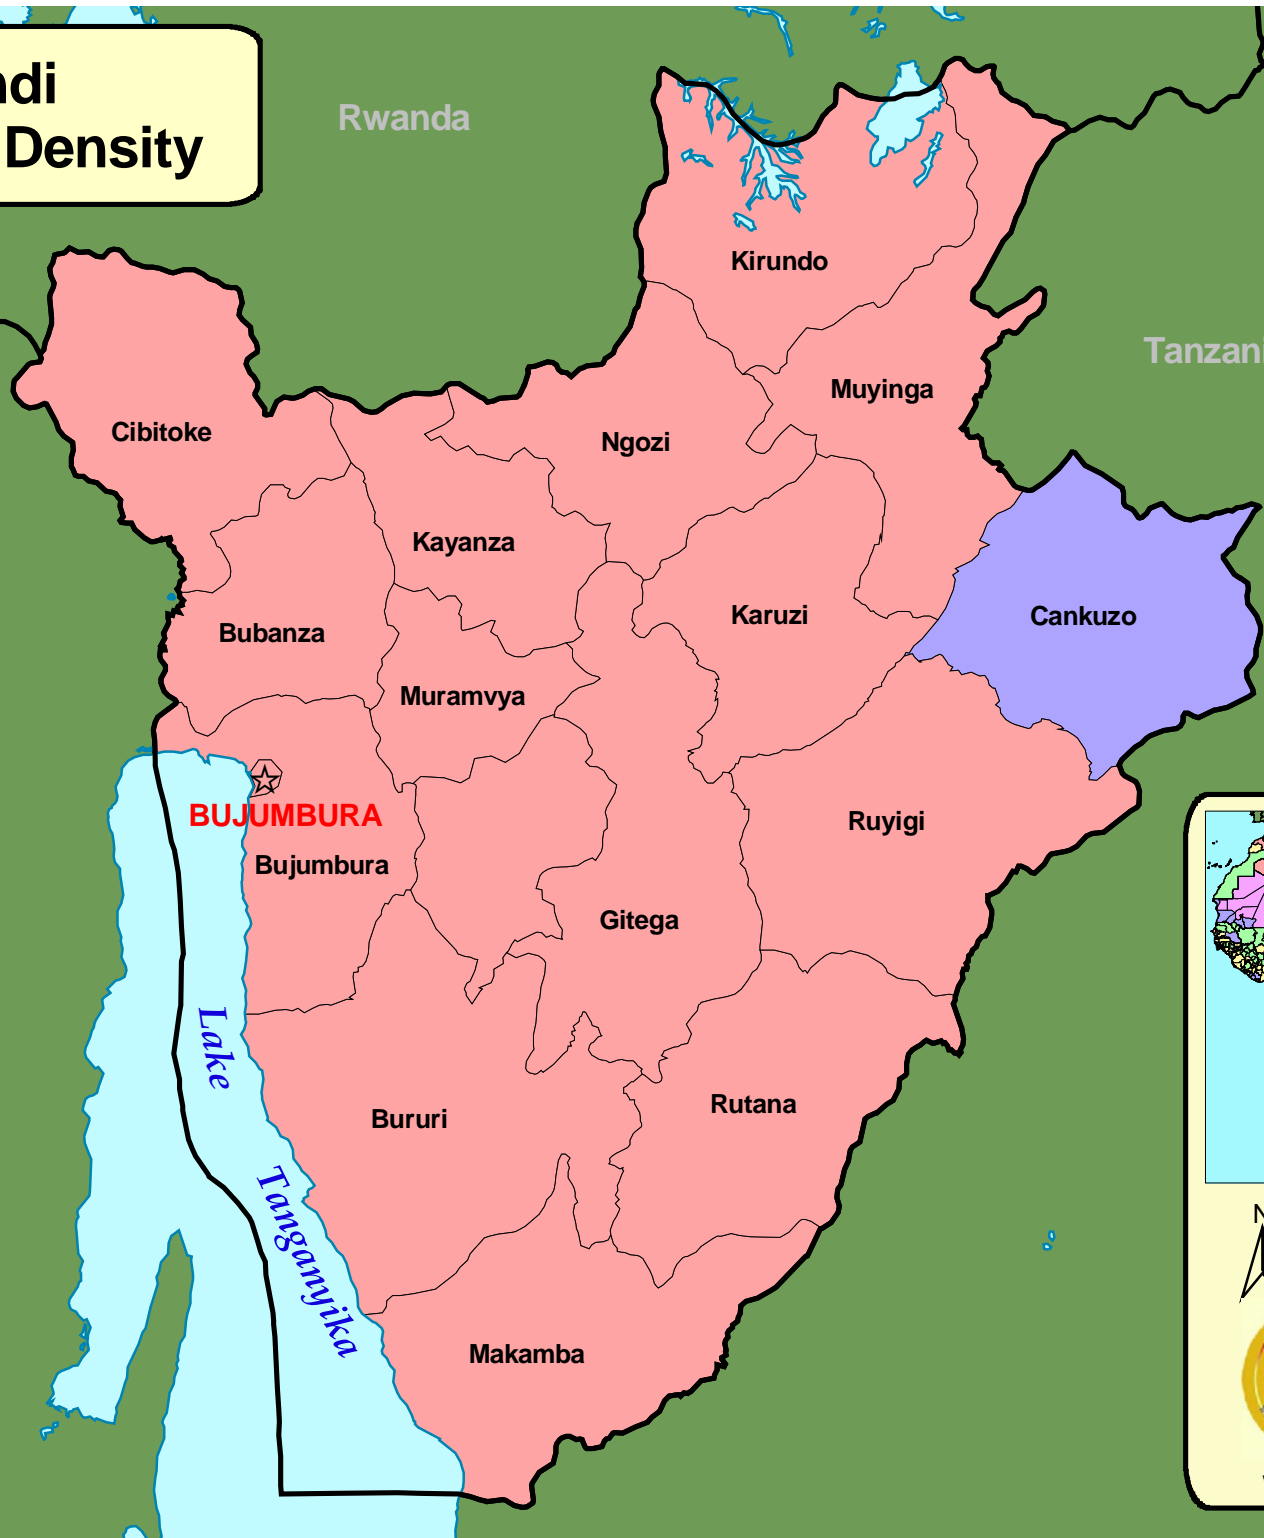 ndi
Density
Rwanda
Kirundo
Tanzani
Muyinga
Cibitoke
Ngozi
Kayanza
Karuzi
Cankuzo
Bubanza
Muramvya
BUJUMBURA
Ruyigi
Bujumbura
Gitega
Lake
Rutana
Bururi
Tanganyika
N
Makamba